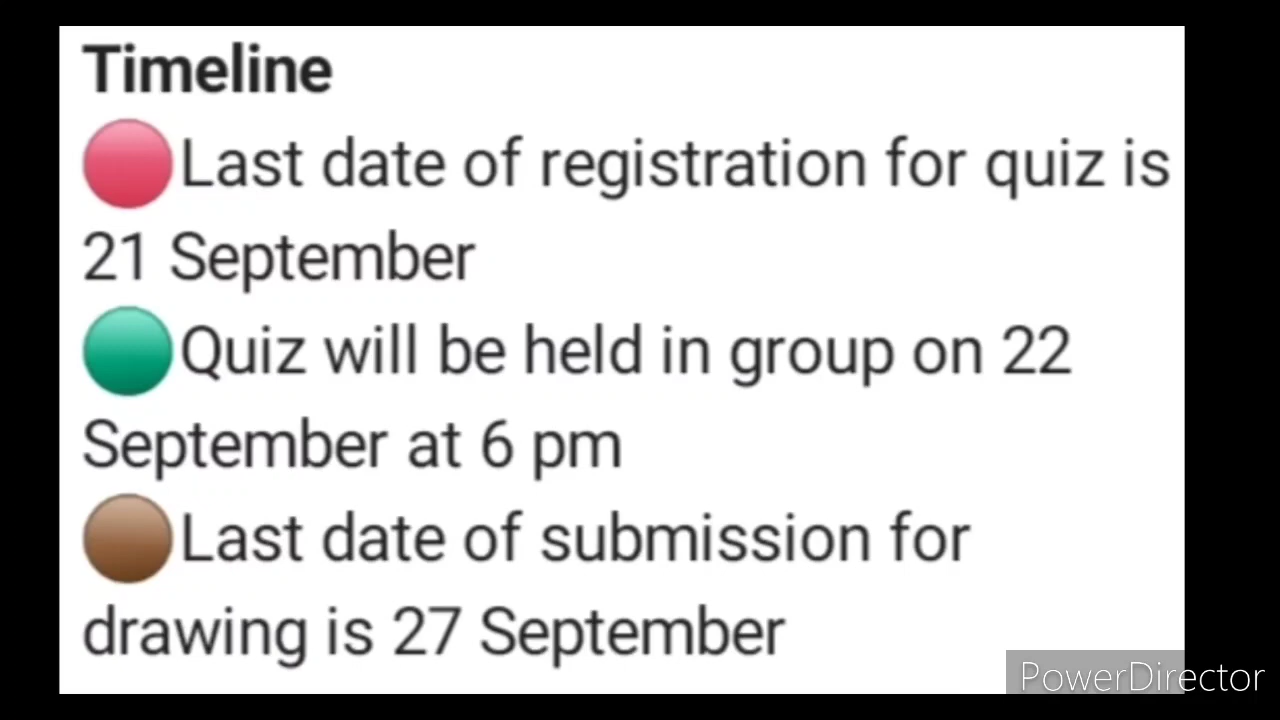 Timeline
🔴Last date of registration for quiz is
21 September
🟢Quiz will be held in group on 22
September at 6 pm
🟤Last date of submission for
drawing is 27 September
PowerDirector